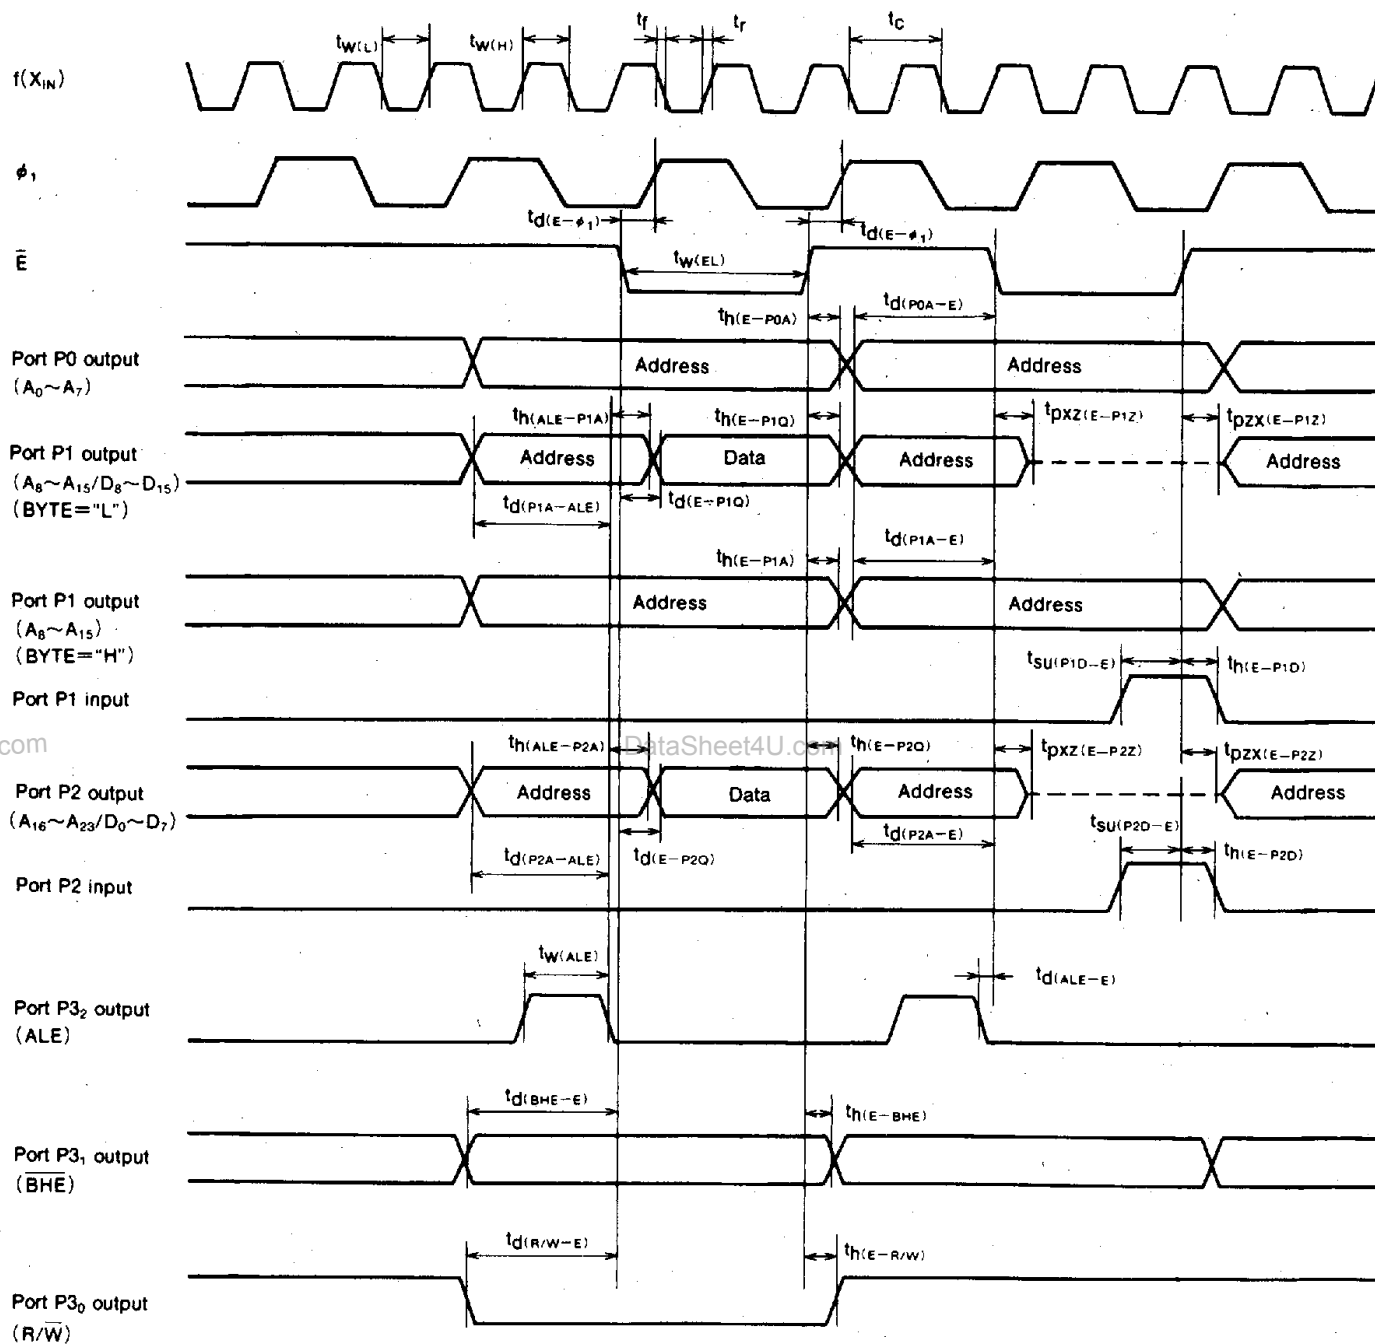 tf
tr
tc
tW(L)
tW(H)
f(XIN)
φ1
td(E−φ1)
td(E−φ1)
E̅
tW(EL)
th(E−P0A)
td(P0A−E)
Port P0 output
(A0~A7)
Address
Address
th(ALE−P1A)
th(E−P1Q)
tpxz(E−P1Z)
tpzx(E−P1Z)
Port P1 output
(A8~A15/D8~D15)
(BYTE="L")
Address
Data
Address
Address
td(P1A−ALE)
td(E−P1Q)
th(E−P1A)
td(P1A−E)
Port P1 output
(A8~A15)
(BYTE="H")
Address
Address
tsu(P1D−E)
th(E−P1D)
Port P1 input
.com
DataSheet4U.com
th(ALE−P2A)
th(E−P2Q)
tpxz(E−P2Z)
tpzx(E−P2Z)
Port P2 output
(A16~A23/D0~D7)
Address
Data
Address
Address
tsu(P2D−E)
td(P2A−ALE)
td(E−P2Q)
td(P2A−E)
th(E−P2D)
Port P2 input
tW(ALE)
td(ALE−E)
Port P32 output
(ALE)
td(BHE−E)
th(E−BHE)
Port P31 output
(B̅H̅E̅)
td(R/W−E)
th(E−R/W)
Port P30 output
(R/W̅)